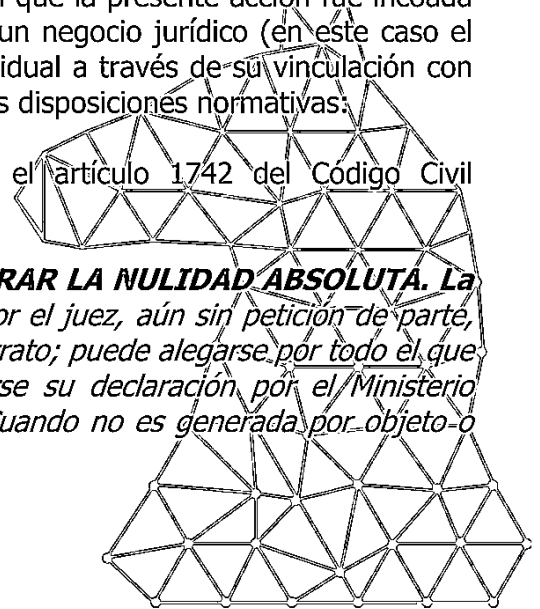 que la presente acción fue incoada
un negocio jurídico (en este caso el
idual a través de su vinculación con
s disposiciones normativas:
el artículo 1742 del Código Civil
RAR LA NULIDAD ABSOLUTA. La
or el juez, aún sin petición de parte,
rato; puede alegarse por todo el que
rse su declaración por el Ministerio
Cuando no es generada por objeto o